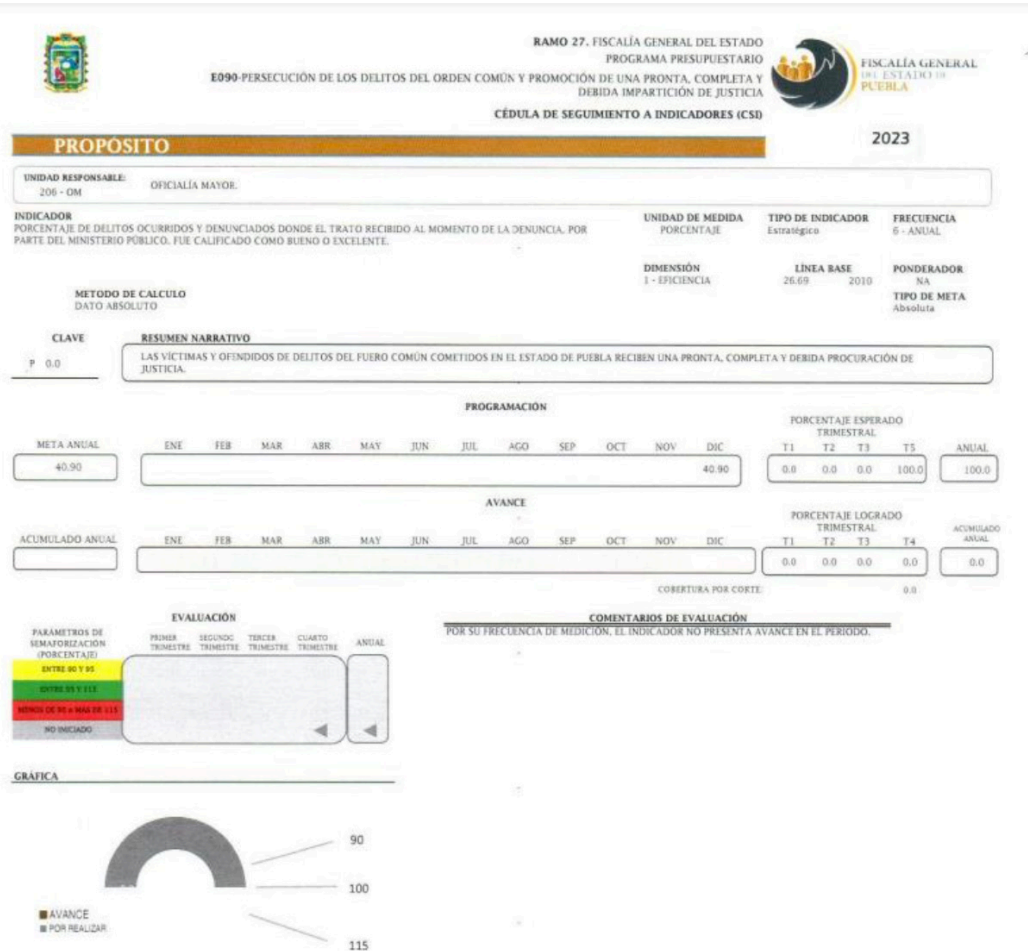 RAMO 27. FISCALÍA GENERAL DEL ESTADO
PROGRAMA PRESUPUESTARIO
E090-PERSECUCIÓN DE LOS DELITOS DEL ORDEN COMÚN Y PROMOCIÓN DE UNA PRONTA, COMPLETA Y
DEBIDA IMPARTICIÓN DE JUSTICIA
CÉDULA DE SEGUIMIENTO A INDICADORES (CSI)
FISCALÍA GENERAL
DEL ESTADO DE
PUEBLA
PROPÓSITO
2023
UNIDAD RESPONSABLE:
206 - OM
OFICIALÍA MAYOR.
INDICADOR
PORCENTAJE DE DELITOS OCURRIDOS Y DENUNCIADOS DONDE EL TRATO RECIBIDO AL MOMENTO DE LA DENUNCIA, POR
PARTE DEL MINISTERIO PÚBLICO, FUE CALIFICADO COMO BUENO O EXCELENTE.
UNIDAD DE MEDIDA
PORCENTAJE
TIPO DE INDICADOR
Estratégico
FRECUENCIA
6 - ANUAL
DIMENSIÓN
1 - EFICIENCIA
LÍNEA BASE
26.69 2010
PONDERADOR
NA
TIPO DE META
Absoluta
METODO DE CALCULO
DATO ABSOLUTO
CLAVE
P 0.0
RESUMEN NARRATIVO
LAS VÍCTIMAS Y OFENDIDOS DE DELITOS DEL FUERO COMÚN COMETIDOS EN EL ESTADO DE PUEBLA RECIBEN UNA PRONTA, COMPLETA Y DEBIDA PROCURACIÓN DE
JUSTICIA.
PROGRAMACIÓN
PORCENTAJE ESPERADO
TRIMESTRAL
META ANUAL ENE FEB MAR ABR MAY JUN JUL AGO SEP OCT NOV DIC T1 T2 T3 T5 ANUAL
40.90 40.90 0.0 0.0 0.0 100.0 100.0
AVANCE
PORCENTAJE LOGRADO
TRIMESTRAL
ACUMULADO ANUAL ENE FEB MAR ABR MAY JUN JUL AGO SEP OCT NOV DIC T1 T2 T3 T4 ACUMULADO ANUAL
0.0 0.0 0.0 0.0 0.0
COBERTURA POR CORTE: 0.0
EVALUACIÓN
COMENTARIOS DE EVALUACIÓN
POR SU FRECUENCIA DE MEDICIÓN, EL INDICADOR NO PRESENTA AVANCE EN EL PERIODO.
PARÁMETROS DE
SEMAFORIZACIÓN
(PORCENTAJE)
PRIMER TRIMESTRE
SEGUNDO TRIMESTRE
TERCER TRIMESTRE
CUARTO TRIMESTRE
ANUAL
ENTRE 90 Y 95
ENTRE 95 Y 115
MENOS DE 90 o MÁS DE 115
NO INICIADO
GRÁFICA
90
100
115
AVANCE
POR REALIZAR